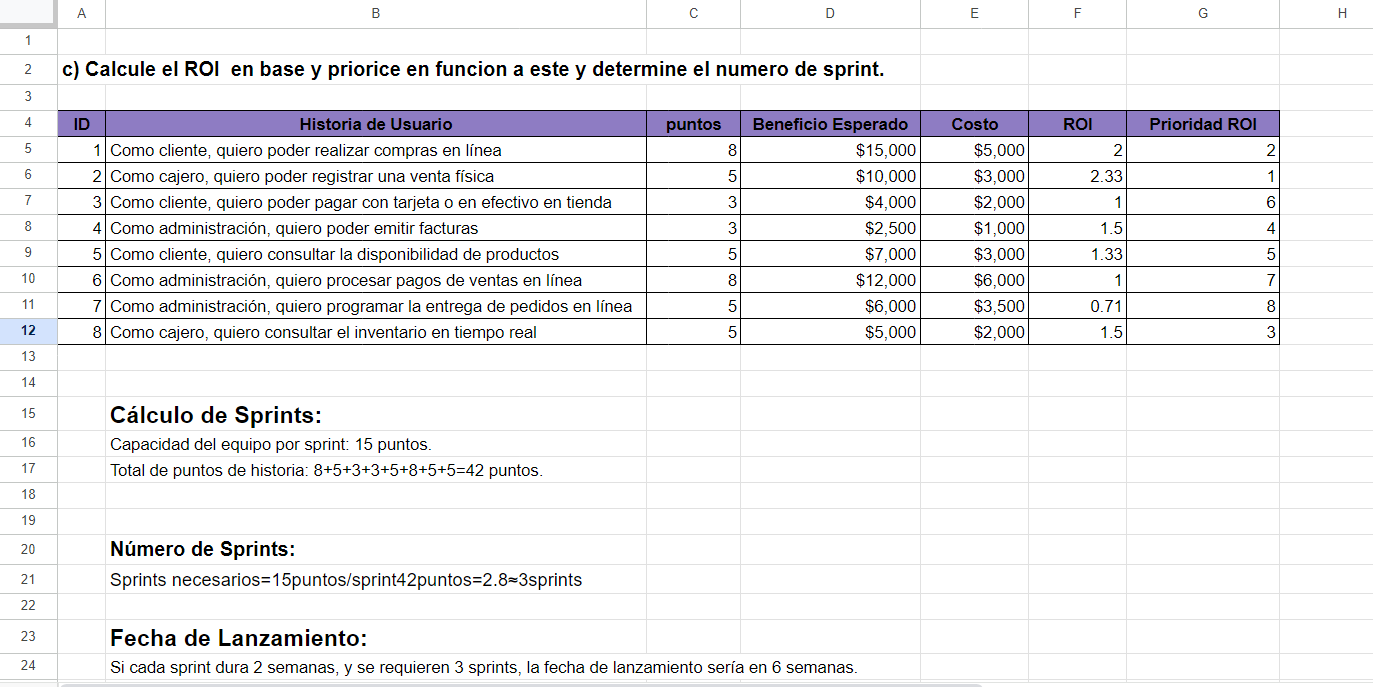 A B C D E F G H
1
2 c) Calcule el ROI en base y priorice en funcion a este y determine el numero de sprint.
3
4 ID Historia de Usuario puntos Beneficio Esperado Costo ROI Prioridad ROI
5 1 Como cliente, quiero poder realizar compras en línea 8 $15,000 $5,000 2 2
6 2 Como cajero, quiero poder registrar una venta física 5 $10,000 $3,000 2.33 1
7 3 Como cliente, quiero poder pagar con tarjeta o en efectivo en tienda 3 $4,000 $2,000 1 6
8 4 Como administración, quiero poder emitir facturas 3 $2,500 $1,000 1.5 4
9 5 Como cliente, quiero consultar la disponibilidad de productos 5 $7,000 $3,000 1.33 5
10 6 Como administración, quiero procesar pagos de ventas en línea 8 $12,000 $6,000 1 7
11 7 Como administración, quiero programar la entrega de pedidos en línea 5 $6,000 $3,500 0.71 8
12 8 Como cajero, quiero consultar el inventario en tiempo real 5 $5,000 $2,000 1.5 3
13
14
15 Cálculo de Sprints:
16 Capacidad del equipo por sprint: 15 puntos.
17 Total de puntos de historia: 8+5+3+3+5+8+5+5=42 puntos.
18
19
20 Número de Sprints:
21 Sprints necesarios=15puntos/sprint42puntos=2.8≈3sprints
22
23 Fecha de Lanzamiento:
24 Si cada sprint dura 2 semanas, y se requieren 3 sprints, la fecha de lanzamiento sería en 6 semanas.